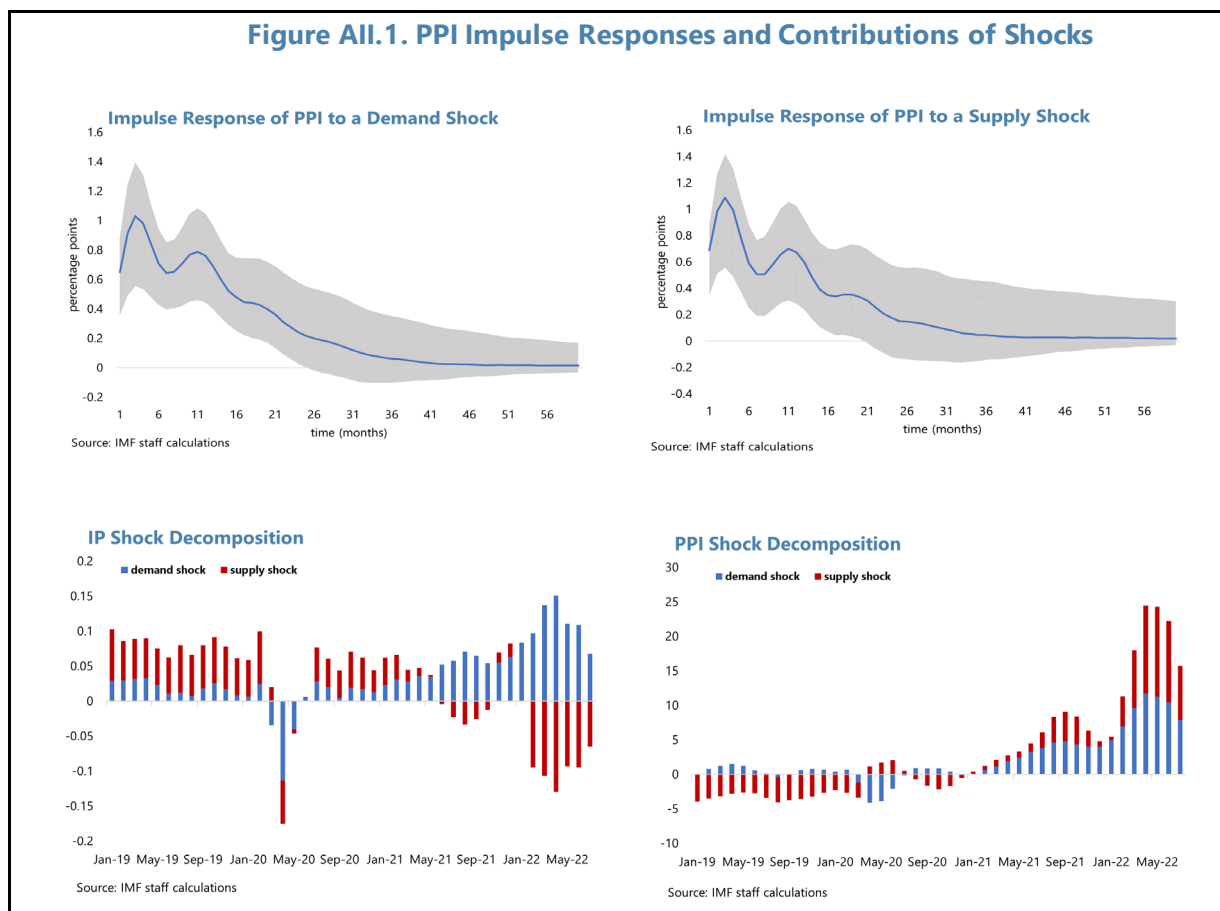 Figure AII.1. PPI Impulse Responses and Contributions of Shocks
Impulse Response of PPI to a Demand Shock
1.6
1.4
1.2
1
0.8
0.6
0.4
0.2
0
-0.2
percentage points
1 6 11 16 21 26 31 36 41 46 51 56
time (months)
Source: IMF staff calculations
Impulse Response of PPI to a Supply Shock
1.6
1.4
1.2
1
0.8
0.6
0.4
0.2
0
-0.2
-0.4
percentage points
1 6 11 16 21 26 31 36 41 46 51 56
time (months)
Source: IMF staff calculations
IP Shock Decomposition
0.2
demand shock supply shock
0.15
0.1
0.05
0
-0.05
-0.1
-0.15
-0.2
Jan-19 May-19 Sep-19 Jan-20 May-20 Sep-20 Jan-21 May-21 Sep-21 Jan-22 May-22
Source: IMF staff calculations
PPI Shock Decomposition
30
demand shock supply shock
25
20
15
10
5
0
-5
-10
Jan-19 May-19 Sep-19 Jan-20 May-20 Sep-20 Jan-21 May-21 Sep-21 Jan-22 May-22
Source: IMF staff calculations